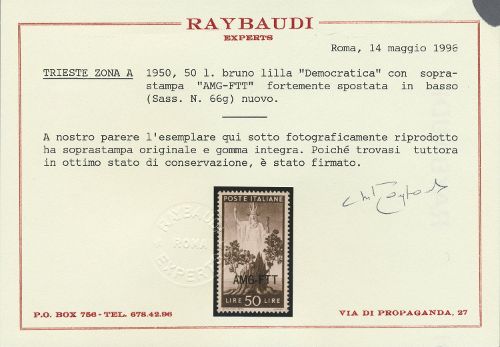 RAYBAUDI
EXPERTS
Roma, 14 maggio 1996
TRIESTE ZONA A 1950, 50 l. bruno lilla "Democratica" con sopra-
stampa "AMG-FTT" fortemente spostata in basso
(Sass. N. 66g) nuovo.
A nostro parere l'esemplare qui sotto fotograficamente riprodotto
ha soprastampa originale e gomma integra. Poiché trovasi tuttora
in ottimo stato di conservazione, è stato firmato.
RAYBAUDI
ROMA
EXPERTS
POSTE ITALIANE
AMG-FTT
LIRE 50 LIRE
P.O. BOX 756 - TEL. 678.42.96
VIA DI PROPAGANDA, 27